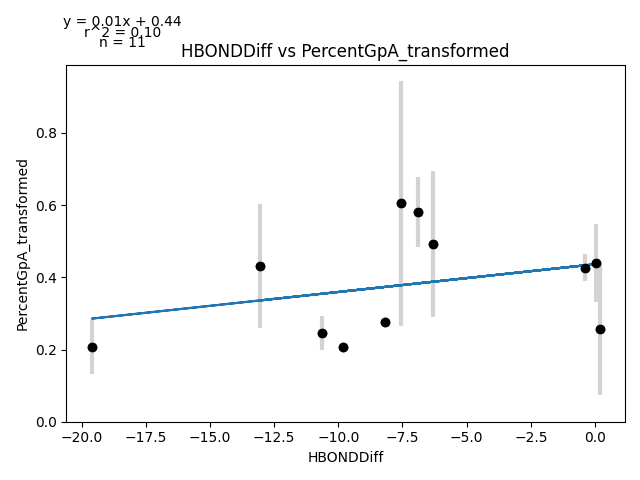 y = 0.01x + 0.44
r^2 = 0.10
n = 11
HBONDDiff vs PercentGpA_transformed
PercentGpA_transformed
0.8
0.6
0.4
0.2
0.0
−20.0 −17.5 −15.0 −12.5 −10.0 −7.5 −5.0 −2.5 0.0
HBONDDiff